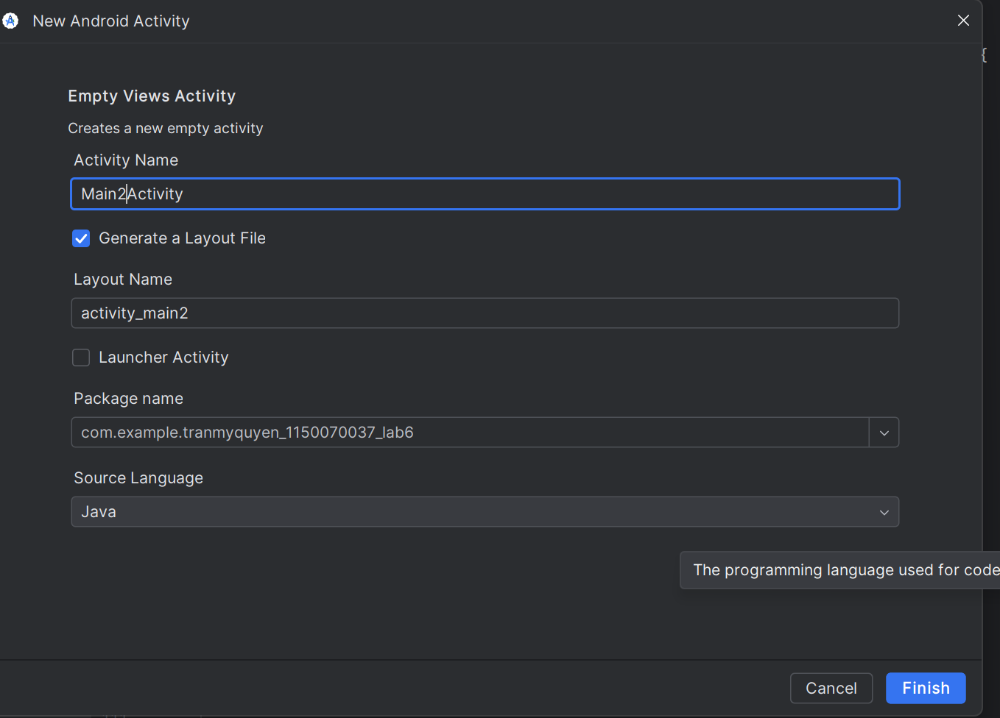 New Android Activity
{
Empty Views Activity
Creates a new empty activity
Activity Name
Main2Activity
Generate a Layout File
Layout Name
activity_main2
Launcher Activity
Package name
com.example.tranmyquyen_1150070037_lab6
Source Language
Java
The programming language used for code
Cancel
Finish